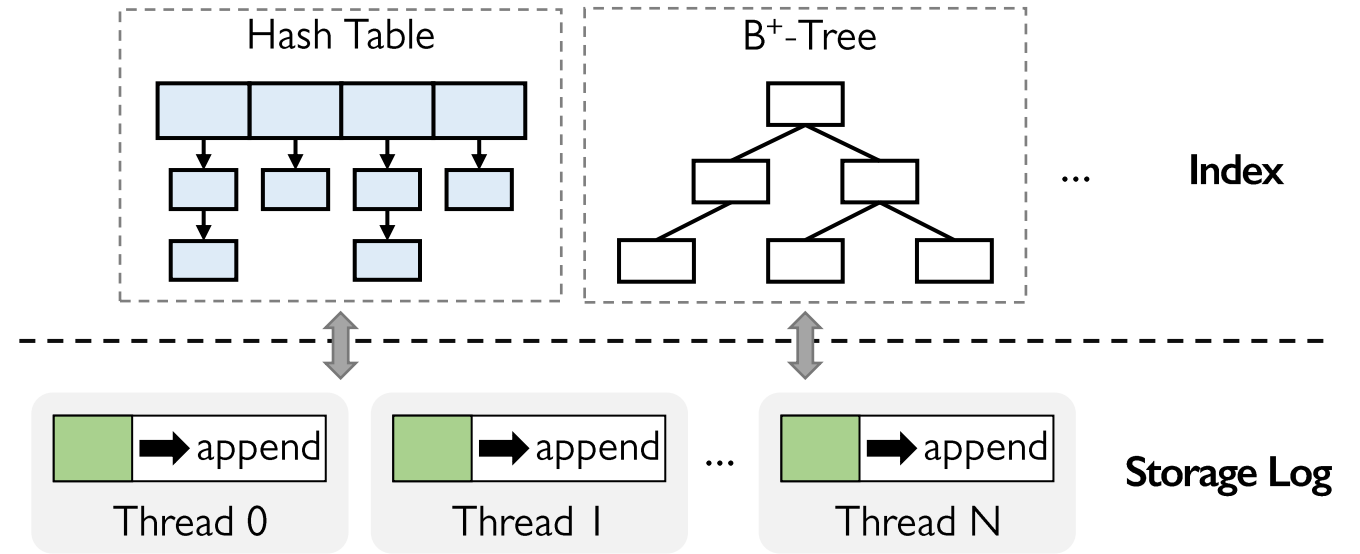 Hash Table
B⁺-Tree
...
Index
append
append
...
append
Storage Log
Thread 0
Thread 1
Thread N